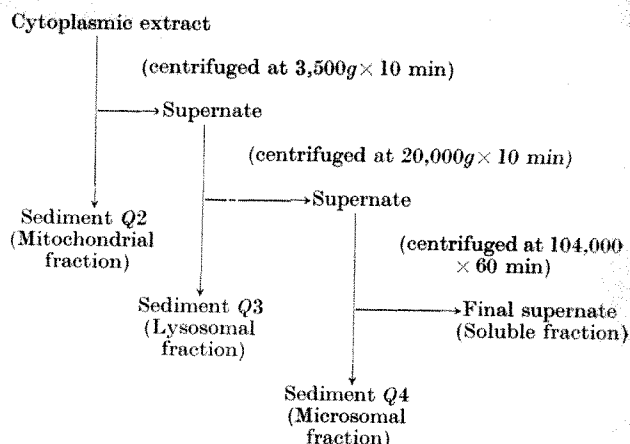 Cytoplasmic extract
(centrifuged at 3,500g× 10 min)
Supernate
(centrifuged at 20,000g× 10 min)
Supernate
Sediment Q2
(Mitochondrial
fraction)
(centrifuged at 104,000
× 60 min)
Sediment Q3
(Lysosomal
fraction)
Final supernate
(Soluble fraction)
Sediment Q4
(Microsomal
fraction)